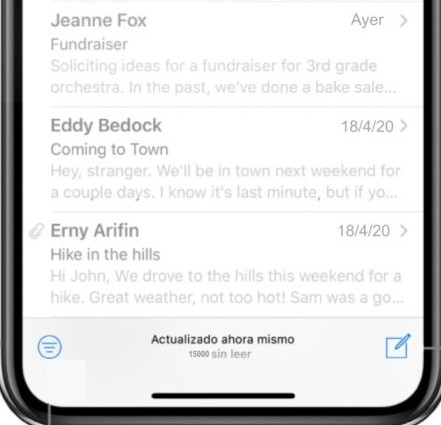 Jeanne Fox Ayer
Fundraiser
Soliciting ideas for a fundraiser for 3rd grade
orchestra. In the past, we've done a bake sale...
Eddy Bedock 18/4/20
Coming to Town
Hey, stranger. We'll be in town next weekend for
a couple days. I know it's last minute, but if yo...
Erny Arifin 18/4/20
Hike in the hills
Hi John, We drove to the hills this weekend for a
hike. Great weather, not too hot! Sam was a go...
Actualizado ahora mismo
15000 sin leer